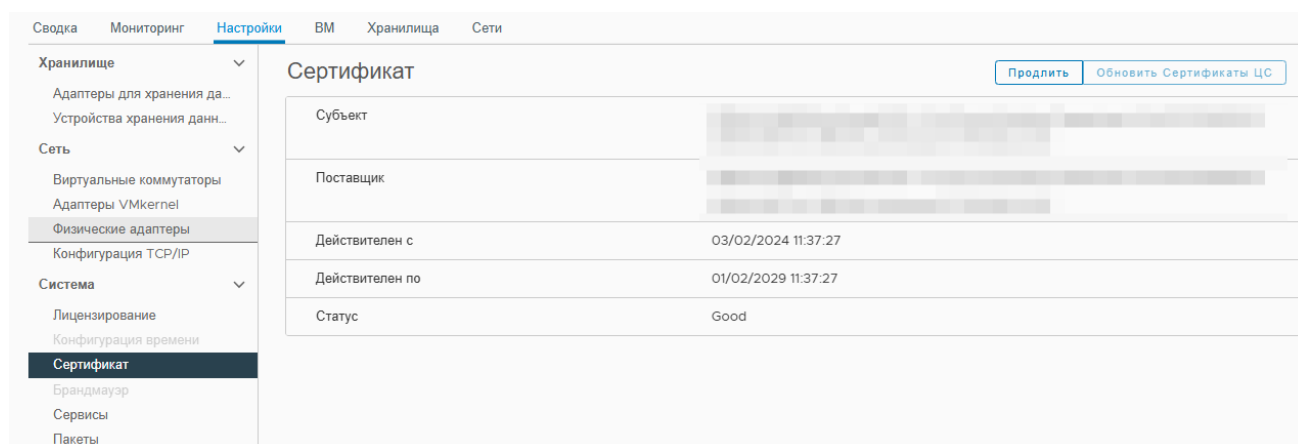 Сводка Мониторинг Настройки ВМ Хранилища Сети
Хранилище
Адаптеры для хранения да...
Устройства хранения данн...
Сеть
Виртуальные коммутаторы
Адаптеры VMkernel
Физические адаптеры
Конфигурация TCP/IP
Система
Лицензирование
Конфигурация времени
Сертификат
Брандмауэр
Сервисы
Пакеты
Сертификат
Продлить Обновить Сертификаты ЦС
Субъект
Поставщик
Действителен с 03/02/2024 11:37:27
Действителен по 01/02/2029 11:37:27
Статус Good